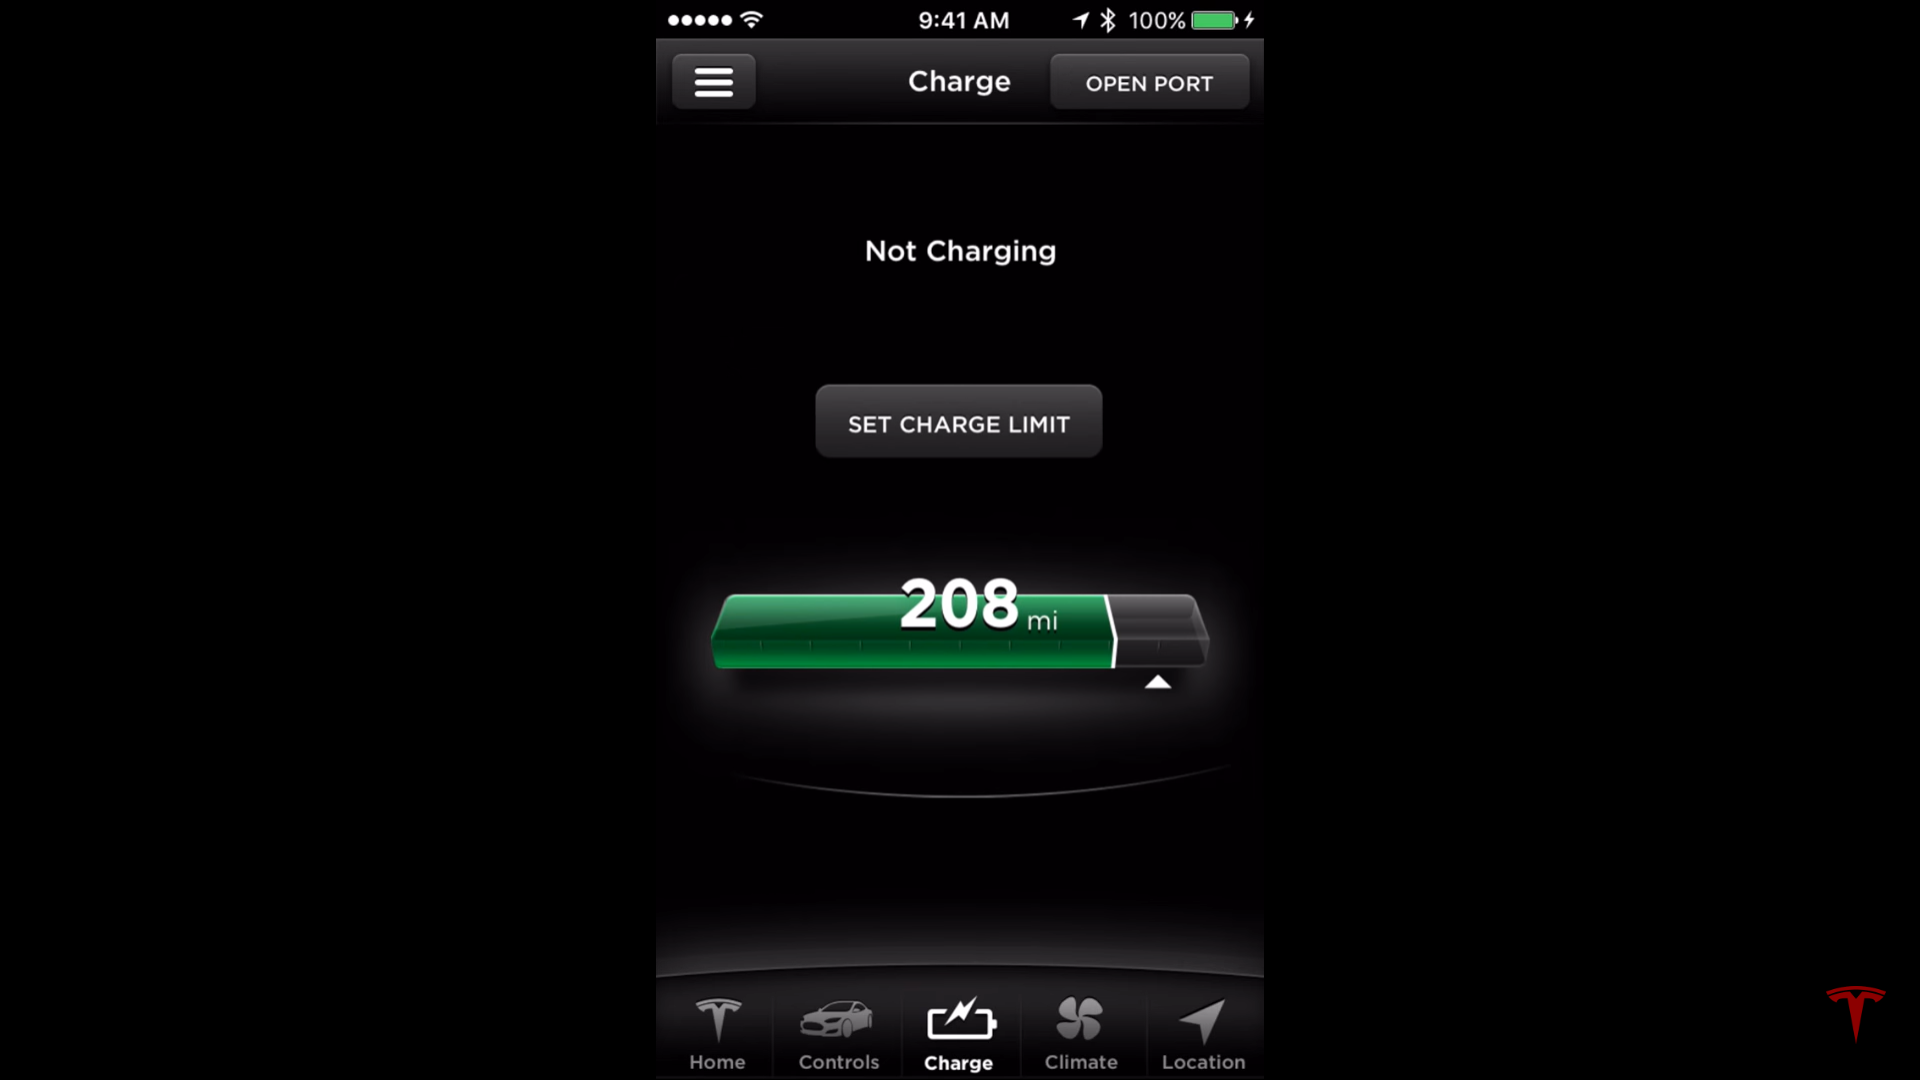 9:41 AM 100%
Charge OPEN PORT
Not Charging
SET CHARGE LIMIT
208 mi
Home Controls Charge Climate Location